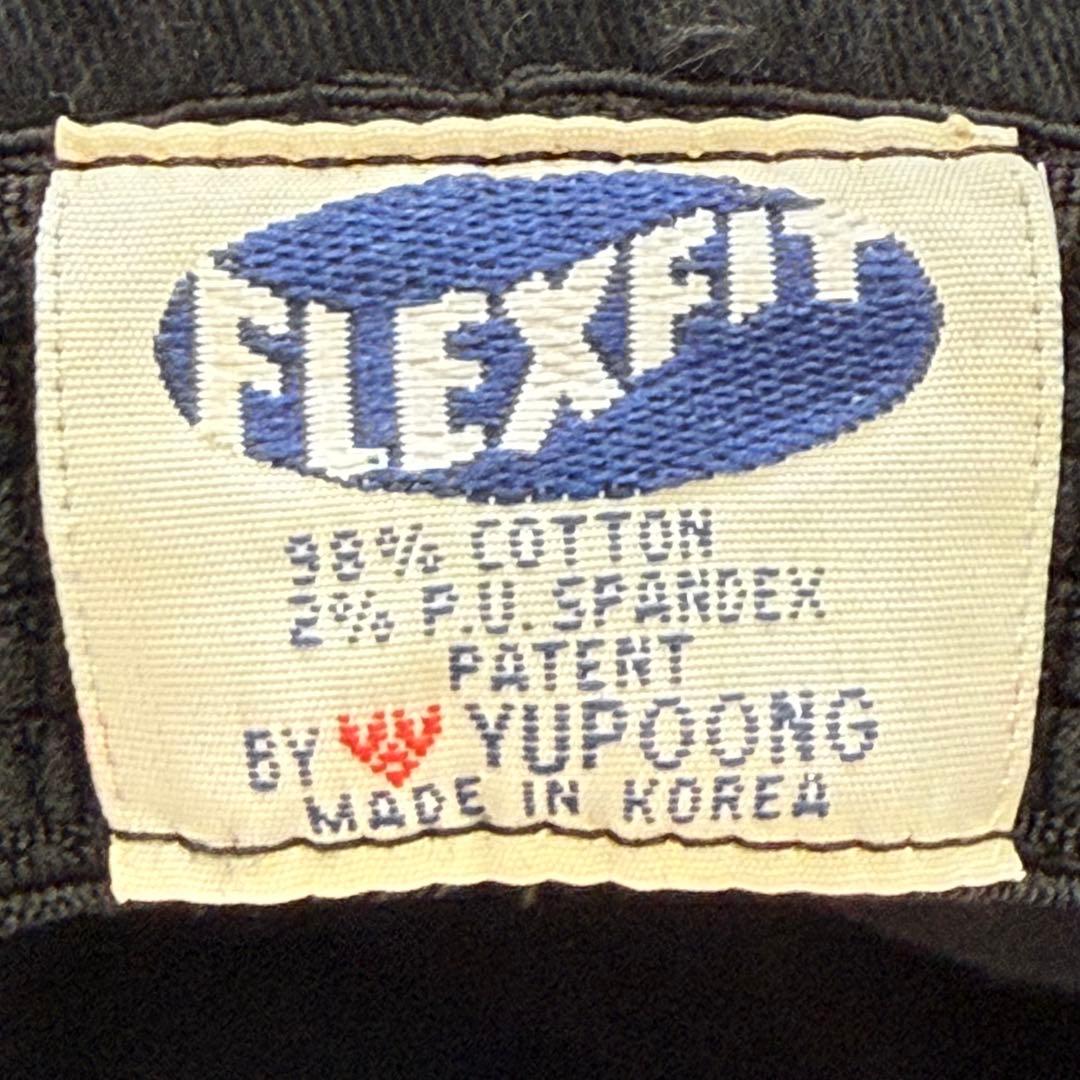 FLEXFIT
98% COTTON
2% P.U. SPANDEX
PATENT
BY YUPOONG
MADE IN KOREA